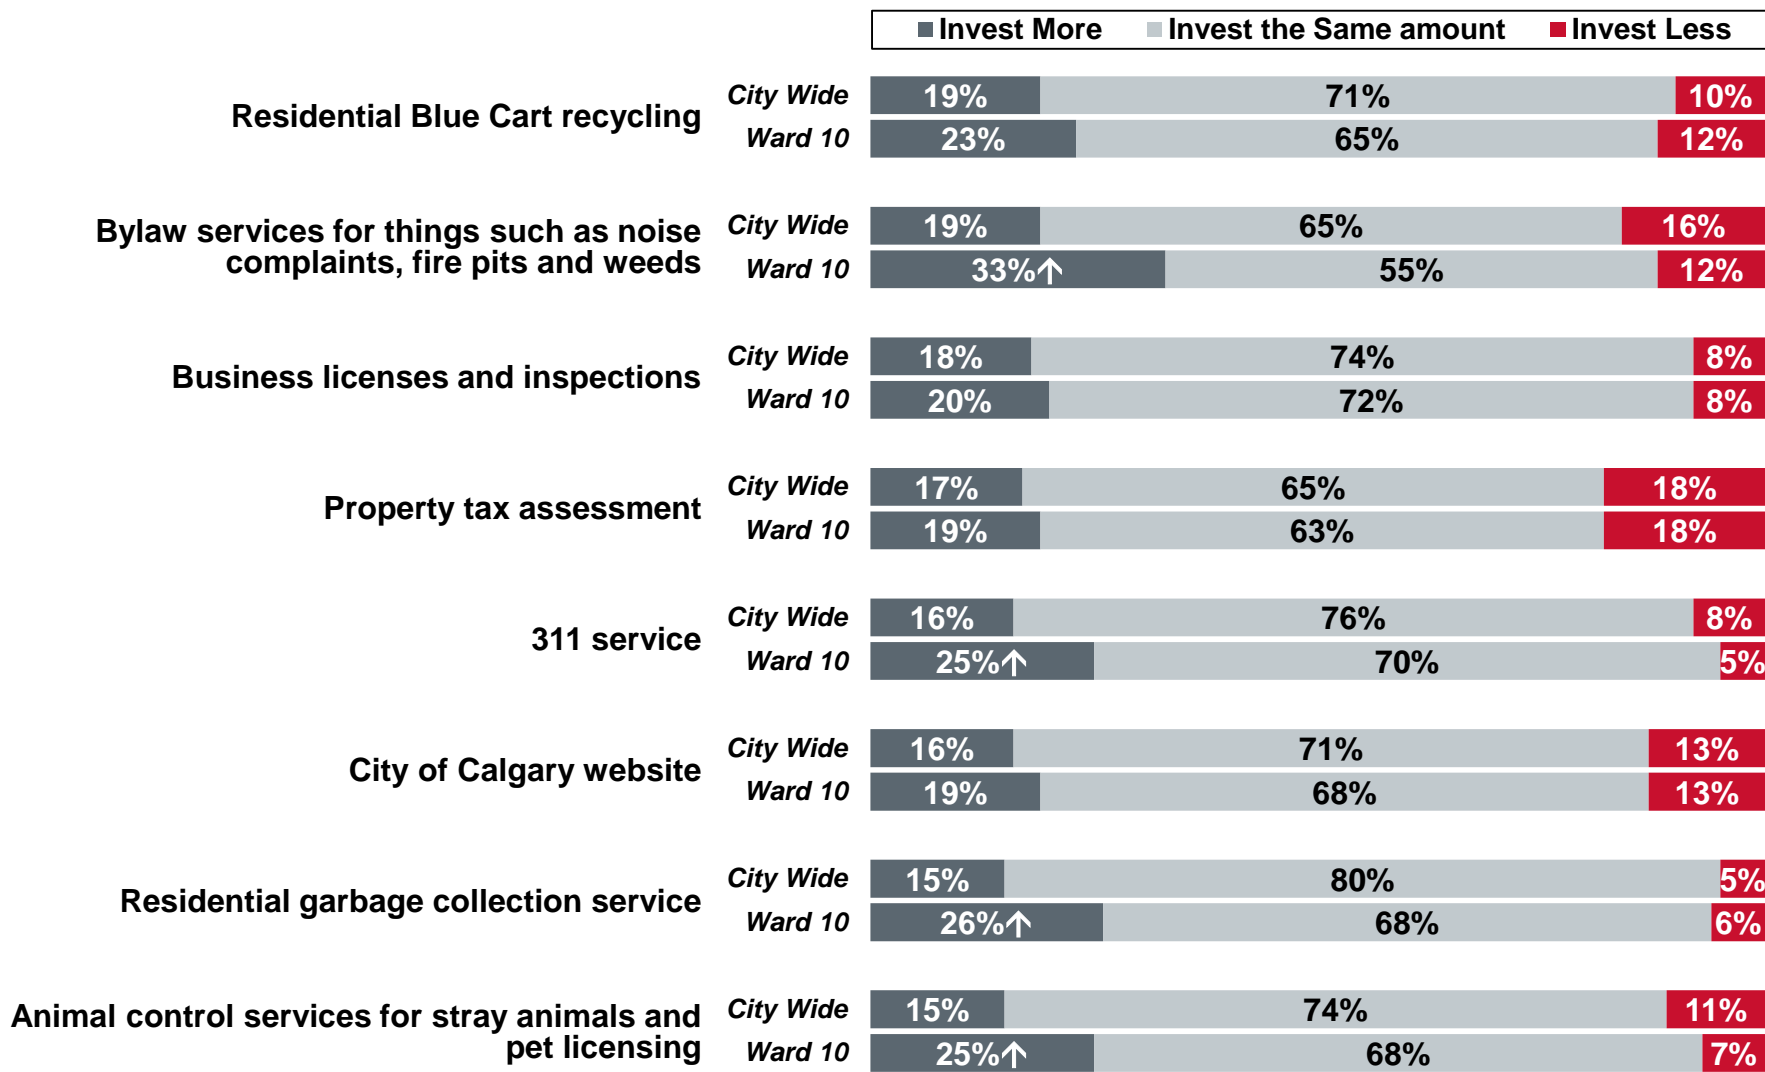 Invest More Invest the Same amount Invest Less
Residential Blue Cart recycling
City Wide 19% 71% 10%
Ward 10 23% 65% 12%
Bylaw services for things such as noise
complaints, fire pits and weeds
City Wide 19% 65% 16%
Ward 10 33%↑ 55% 12%
Business licenses and inspections
City Wide 18% 74% 8%
Ward 10 20% 72% 8%
Property tax assessment
City Wide 17% 65% 18%
Ward 10 19% 63% 18%
311 service
City Wide 16% 76% 8%
Ward 10 25%↑ 70% 5%
City of Calgary website
City Wide 16% 71% 13%
Ward 10 19% 68% 13%
Residential garbage collection service
City Wide 15% 80% 5%
Ward 10 26%↑ 68% 6%
Animal control services for stray animals and
pet licensing
City Wide 15% 74% 11%
Ward 10 25%↑ 68% 7%